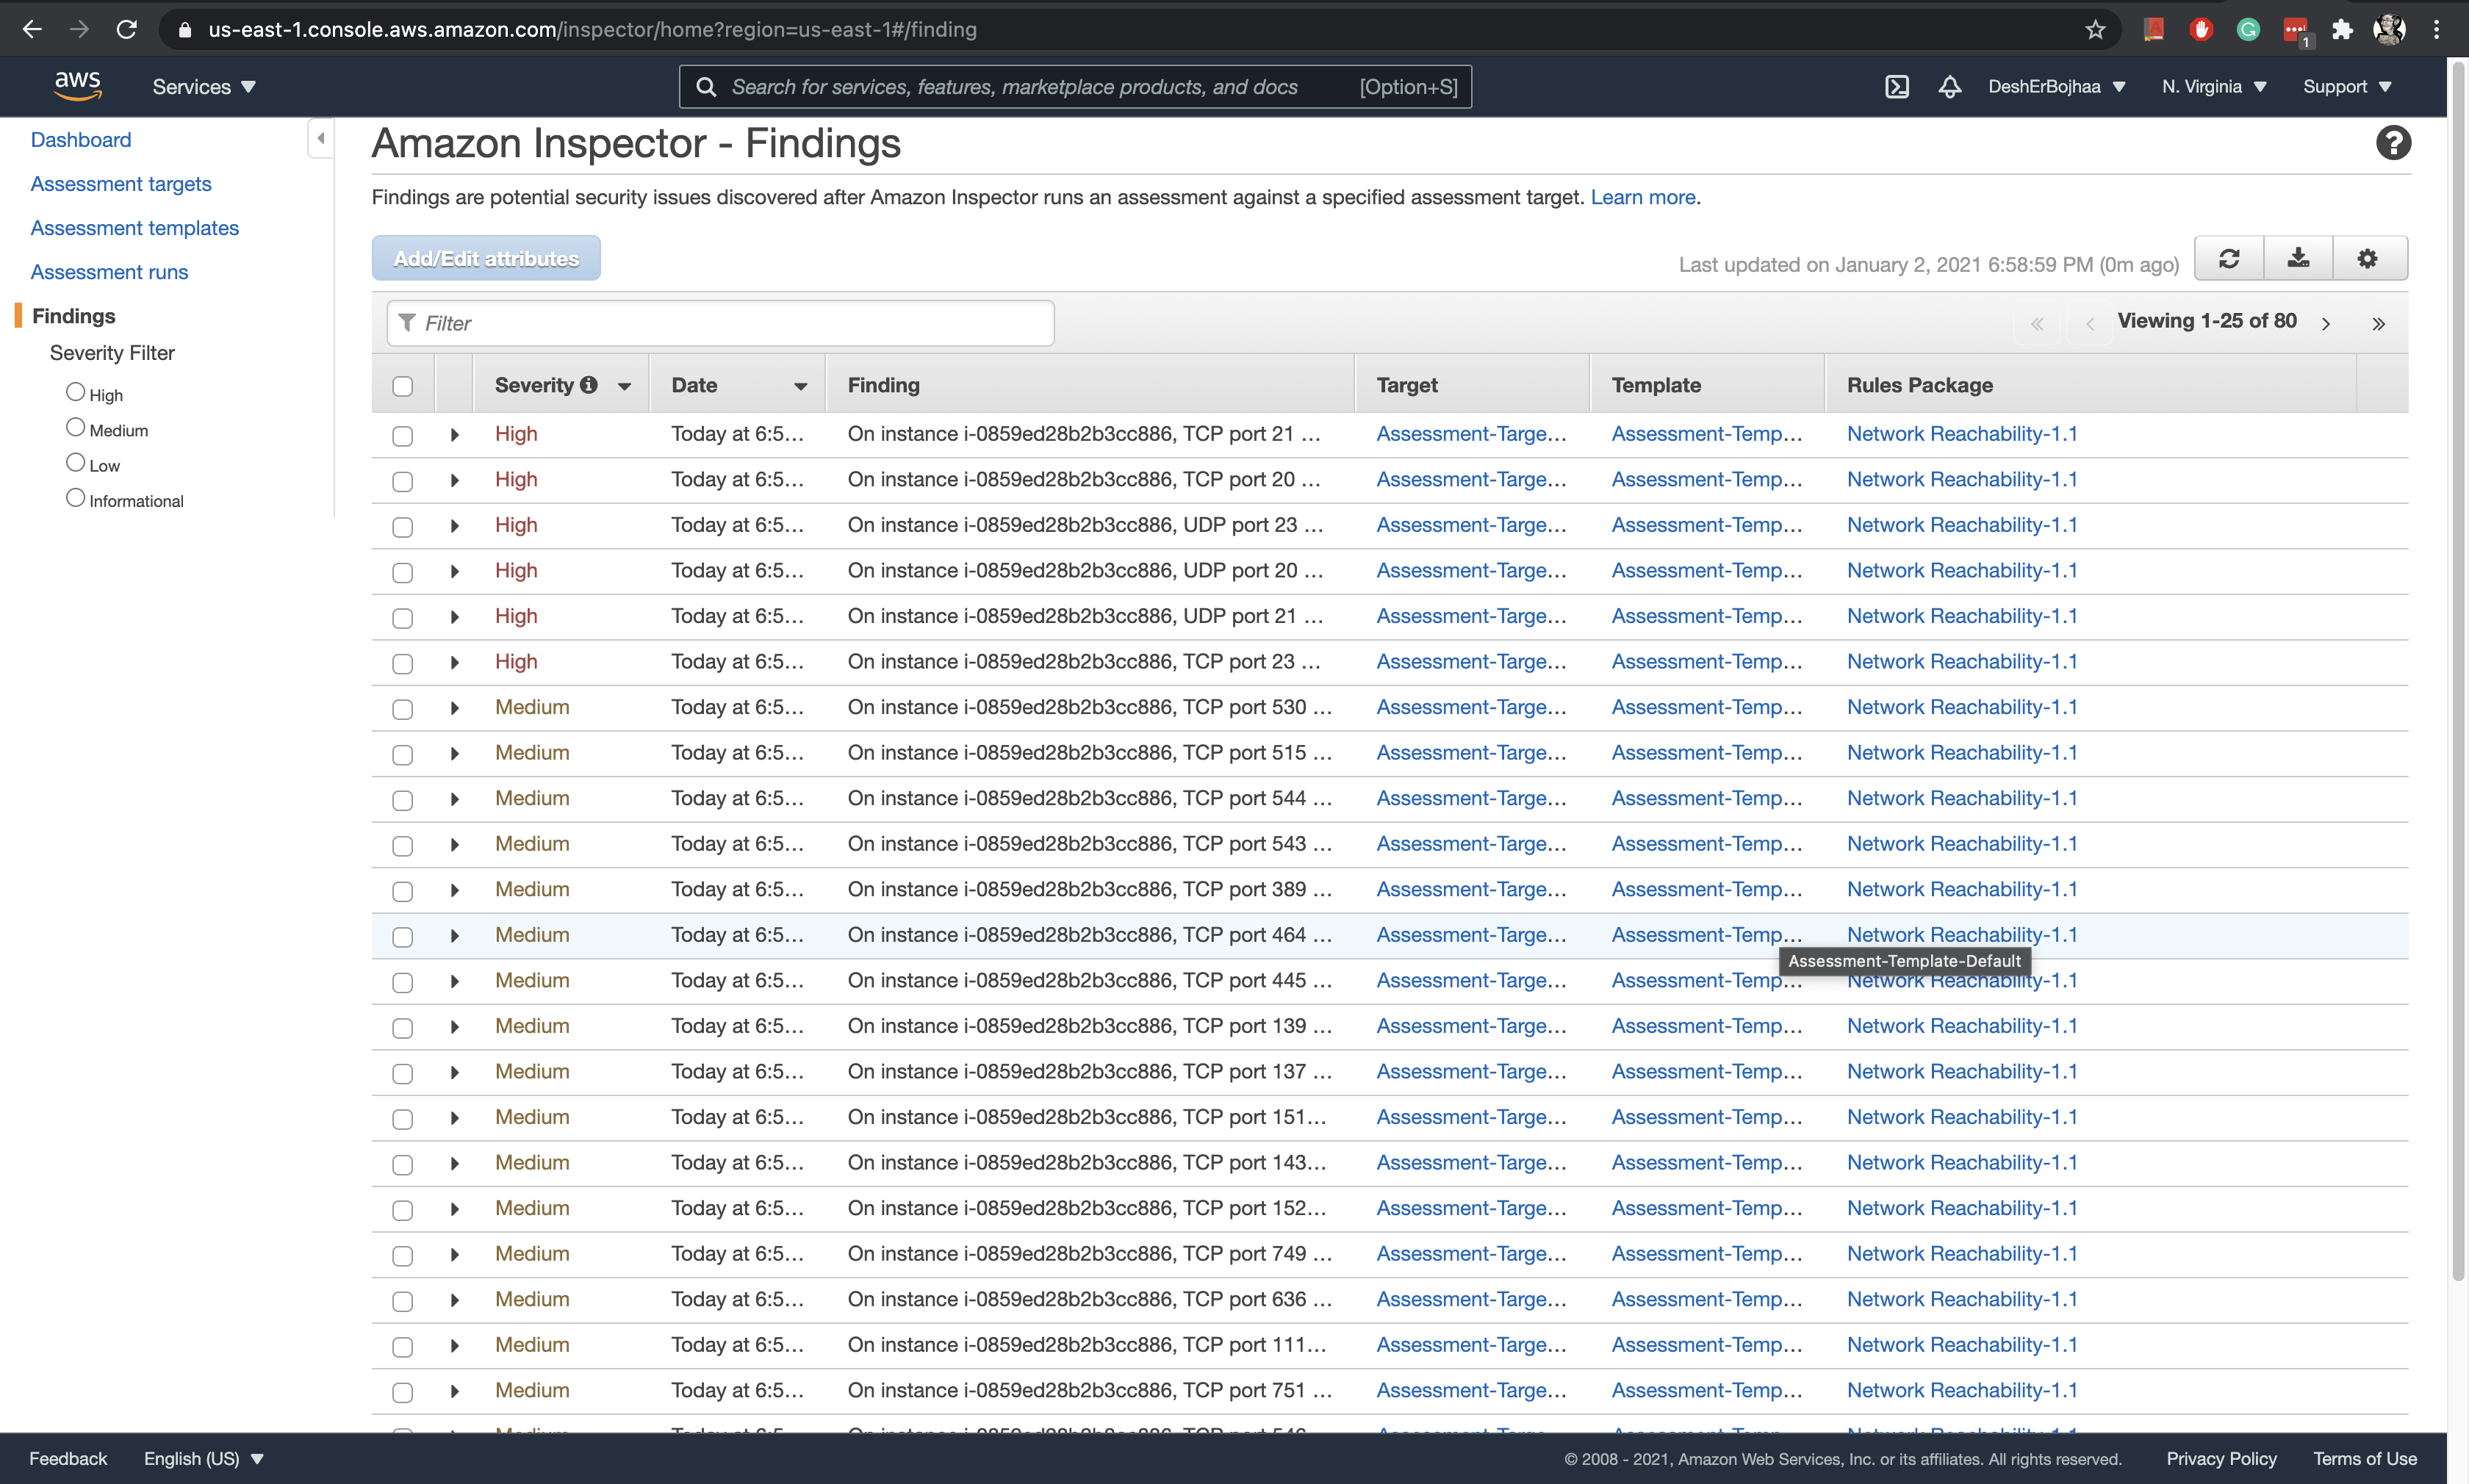 us-east-1.console.aws.amazon.com/inspector/home?region=us-east-1#/finding
1
aws Services Search for services, features, marketplace products, and docs [Option+S] DeshErBojhaa N. Virginia Support
Dashboard
Assessment targets
Assessment templates
Assessment runs
Findings
Severity Filter
High
Medium
Low
Informational
Amazon Inspector - Findings
Findings are potential security issues discovered after Amazon Inspector runs an assessment against a specified assessment target. Learn more.
Add/Edit attributes Last updated on January 2, 2021 6:58:59 PM (0m ago)
Filter Viewing 1-25 of 80
Severity Date Finding Target Template Rules Package
High Today at 6:5... On instance i-0859ed28b2b3cc886, TCP port 21 ... Assessment-Targe... Assessment-Temp... Network Reachability-1.1
High Today at 6:5... On instance i-0859ed28b2b3cc886, TCP port 20 ... Assessment-Targe... Assessment-Temp... Network Reachability-1.1
High Today at 6:5... On instance i-0859ed28b2b3cc886, UDP port 23 ... Assessment-Targe... Assessment-Temp... Network Reachability-1.1
High Today at 6:5... On instance i-0859ed28b2b3cc886, UDP port 20 ... Assessment-Targe... Assessment-Temp... Network Reachability-1.1
High Today at 6:5... On instance i-0859ed28b2b3cc886, UDP port 21 ... Assessment-Targe... Assessment-Temp... Network Reachability-1.1
High Today at 6:5... On instance i-0859ed28b2b3cc886, TCP port 23 ... Assessment-Targe... Assessment-Temp... Network Reachability-1.1
Medium Today at 6:5... On instance i-0859ed28b2b3cc886, TCP port 530 ... Assessment-Targe... Assessment-Temp... Network Reachability-1.1
Medium Today at 6:5... On instance i-0859ed28b2b3cc886, TCP port 515 ... Assessment-Targe... Assessment-Temp... Network Reachability-1.1
Medium Today at 6:5... On instance i-0859ed28b2b3cc886, TCP port 544 ... Assessment-Targe... Assessment-Temp... Network Reachability-1.1
Medium Today at 6:5... On instance i-0859ed28b2b3cc886, TCP port 543 ... Assessment-Targe... Assessment-Temp... Network Reachability-1.1
Medium Today at 6:5... On instance i-0859ed28b2b3cc886, TCP port 389 ... Assessment-Targe... Assessment-Temp... Network Reachability-1.1
Medium Today at 6:5... On instance i-0859ed28b2b3cc886, TCP port 464 ... Assessment-Targe... Assessment-Temp... Network Reachability-1.1
Assessment-Template-Default
Medium Today at 6:5... On instance i-0859ed28b2b3cc886, TCP port 445 ... Assessment-Targe... Assessment-Temp... Network Reachability-1.1
Medium Today at 6:5... On instance i-0859ed28b2b3cc886, TCP port 139 ... Assessment-Targe... Assessment-Temp... Network Reachability-1.1
Medium Today at 6:5... On instance i-0859ed28b2b3cc886, TCP port 137 ... Assessment-Targe... Assessment-Temp... Network Reachability-1.1
Medium Today at 6:5... On instance i-0859ed28b2b3cc886, TCP port 151... Assessment-Targe... Assessment-Temp... Network Reachability-1.1
Medium Today at 6:5... On instance i-0859ed28b2b3cc886, TCP port 143... Assessment-Targe... Assessment-Temp... Network Reachability-1.1
Medium Today at 6:5... On instance i-0859ed28b2b3cc886, TCP port 152... Assessment-Targe... Assessment-Temp... Network Reachability-1.1
Medium Today at 6:5... On instance i-0859ed28b2b3cc886, TCP port 749 ... Assessment-Targe... Assessment-Temp... Network Reachability-1.1
Medium Today at 6:5... On instance i-0859ed28b2b3cc886, TCP port 636 ... Assessment-Targe... Assessment-Temp... Network Reachability-1.1
Medium Today at 6:5... On instance i-0859ed28b2b3cc886, TCP port 111... Assessment-Targe... Assessment-Temp... Network Reachability-1.1
Medium Today at 6:5... On instance i-0859ed28b2b3cc886, TCP port 751 ... Assessment-Targe... Assessment-Temp... Network Reachability-1.1
Feedback English (US) © 2008 - 2021, Amazon Web Services, Inc. or its affiliates. All rights reserved. Privacy Policy Terms of Use